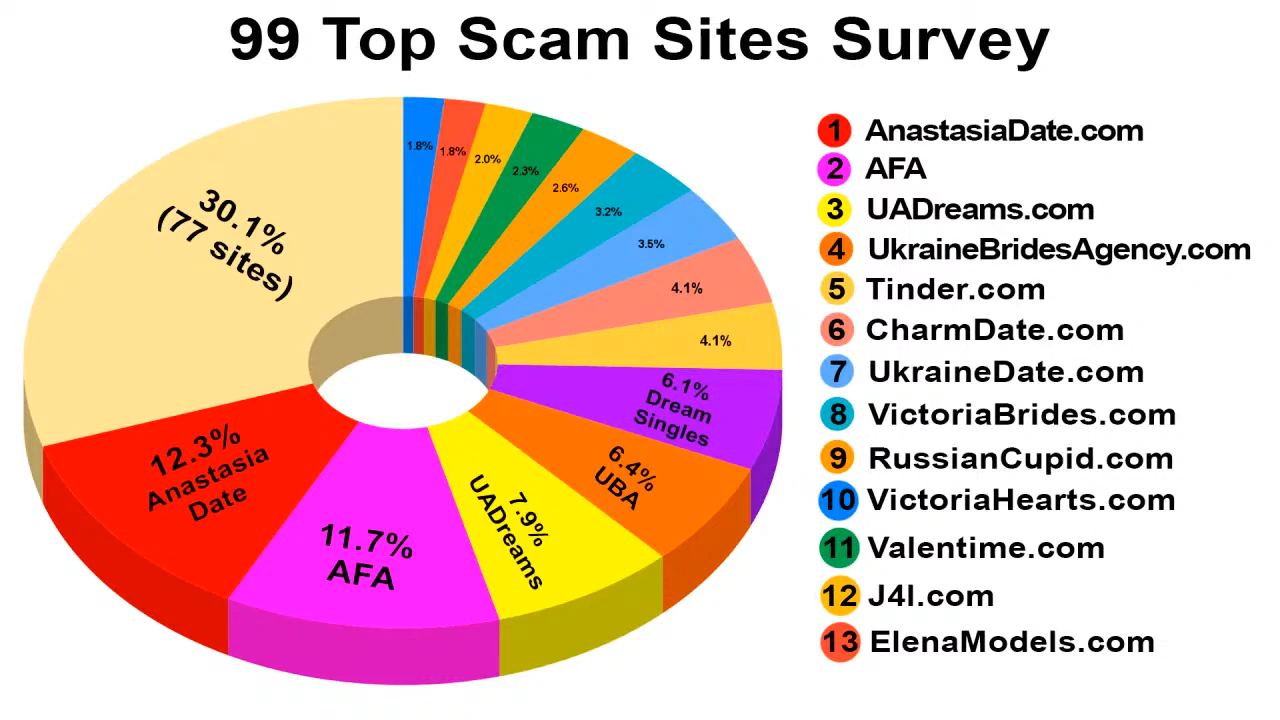 99 Top Scam Sites Survey
1.8%
1.8%
2.0%
2.3%
2.6%
3.2%
3.5%
4.1%
4.1%
6.1%
Dream
Singles
6.4%
UBA
7.9%
UADreams
11.7%
AFA
12.3%
Anastasia
Date
30.1%
(77 sites)
1 AnastasiaDate.com
2 AFA
3 UADreams.com
4 UkraineBridesAgency.com
5 Tinder.com
6 CharmDate.com
7 UkraineDate.com
8 VictoriaBrides.com
9 RussianCupid.com
10 VictoriaHearts.com
11 Valentime.com
12 J4l.com
13 ElenaModels.com